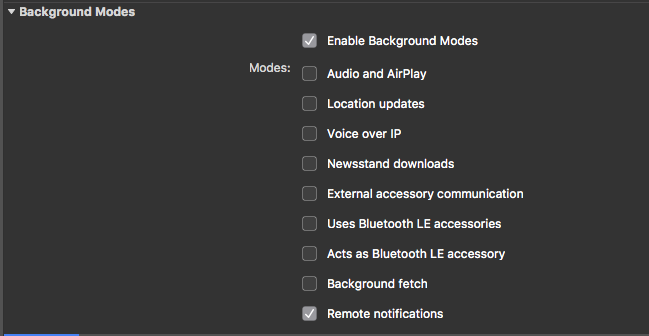 Background Modes
Enable Background Modes
Modes: Audio and AirPlay
Location updates
Voice over IP
Newsstand downloads
External accessory communication
Uses Bluetooth LE accessories
Acts as Bluetooth LE accessory
Background fetch
Remote notifications